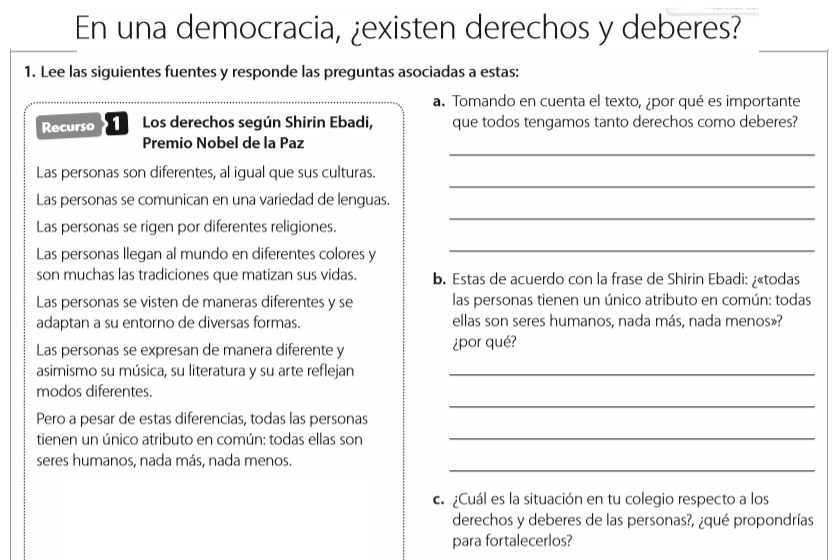 En una democracia, ¿existen derechos y deberes?
1. Lee las siguientes fuentes y responde las preguntas asociadas a estas:
Recurso 1 Los derechos según Shirin Ebadi,
Premio Nobel de la Paz
Las personas son diferentes, al igual que sus culturas.
Las personas se comunican en una variedad de lenguas.
Las personas se rigen por diferentes religiones.
Las personas llegan al mundo en diferentes colores y
son muchas las tradiciones que matizan sus vidas.
Las personas se visten de maneras diferentes y se
adaptan a su entorno de diversas formas.
Las personas se expresan de manera diferente y
asimismo su música, su literatura y su arte reflejan
modos diferentes.
Pero a pesar de estas diferencias, todas las personas
tienen un único atributo en común: todas ellas son
seres humanos, nada más, nada menos.
a. Tomando en cuenta el texto, ¿por qué es importante
que todos tengamos tanto derechos como deberes?
b. Estas de acuerdo con la frase de Shirin Ebadi: ¿«todas
las personas tienen un único atributo en común: todas
ellas son seres humanos, nada más, nada menos»?
¿por qué?
c. ¿Cuál es la situación en tu colegio respecto a los
derechos y deberes de las personas?, ¿qué propondrías
para fortalecerlos?